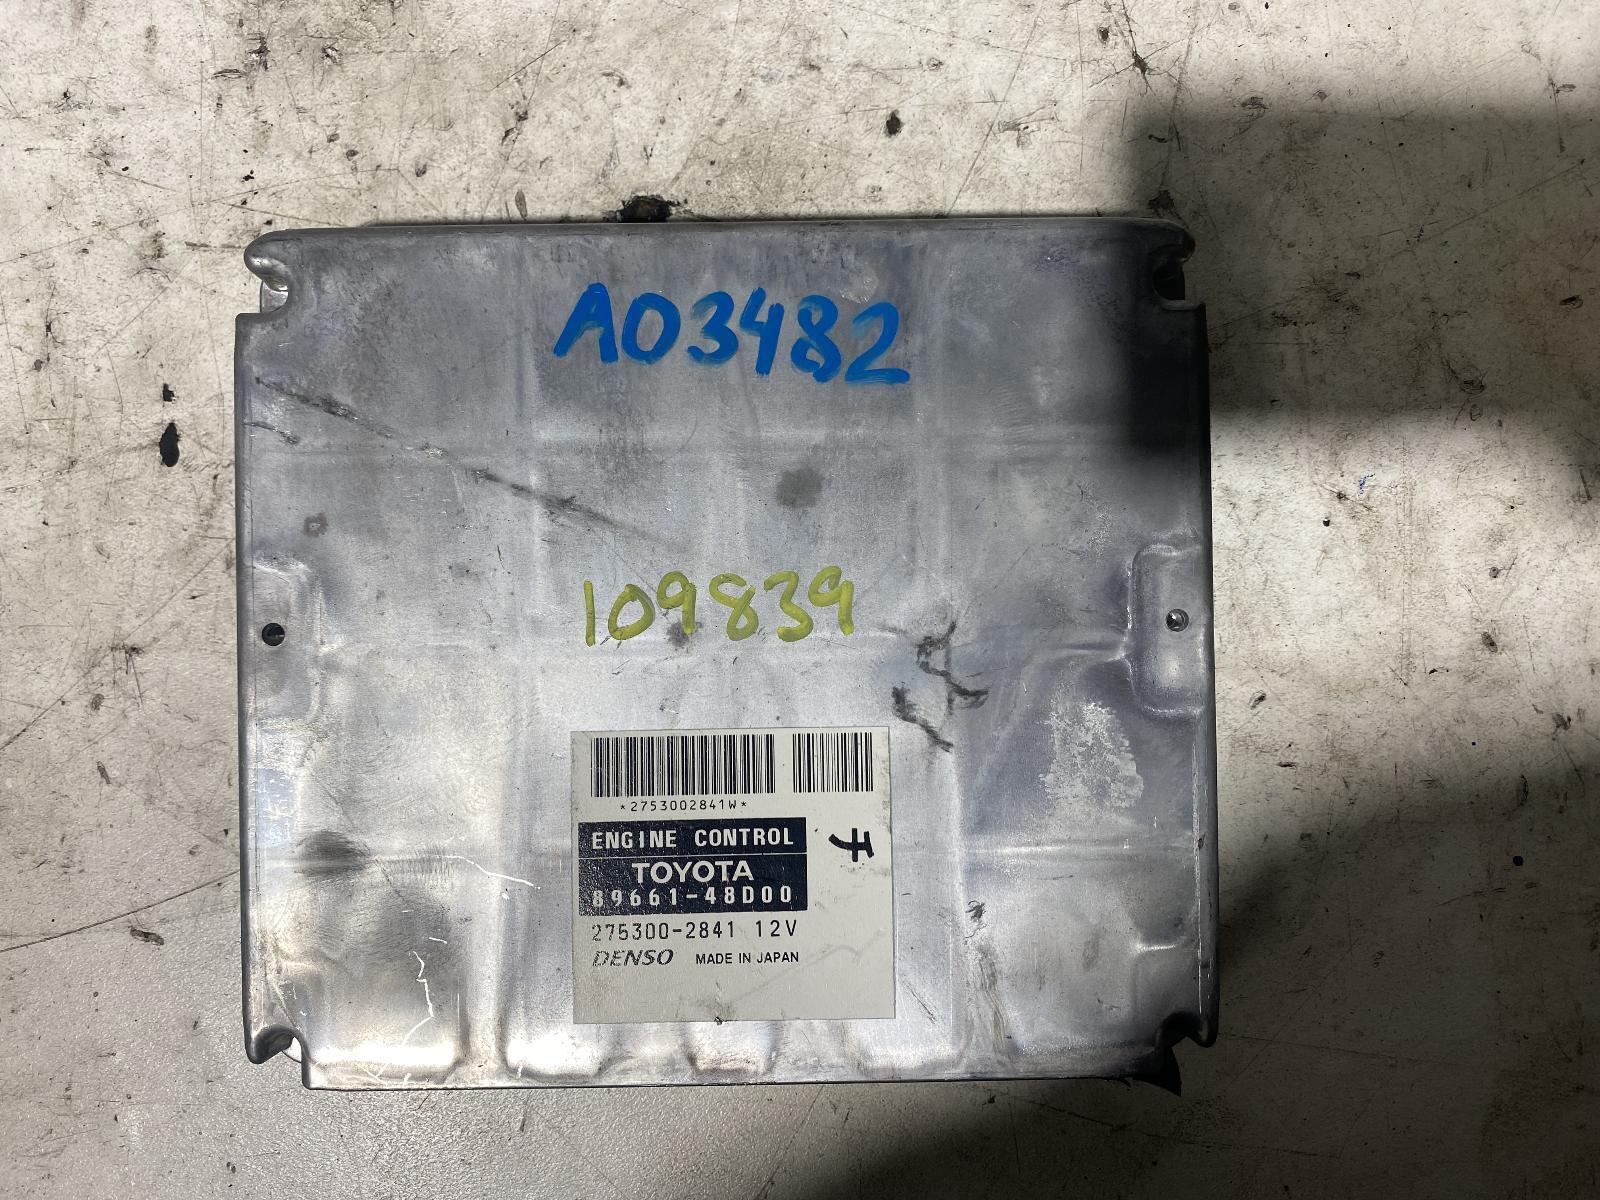 A03482
109839
*2753002841W*
ENGINE CONTROL
TOYOTA
89661-48D00
275300-2841 12V
DENSO MADE IN JAPAN